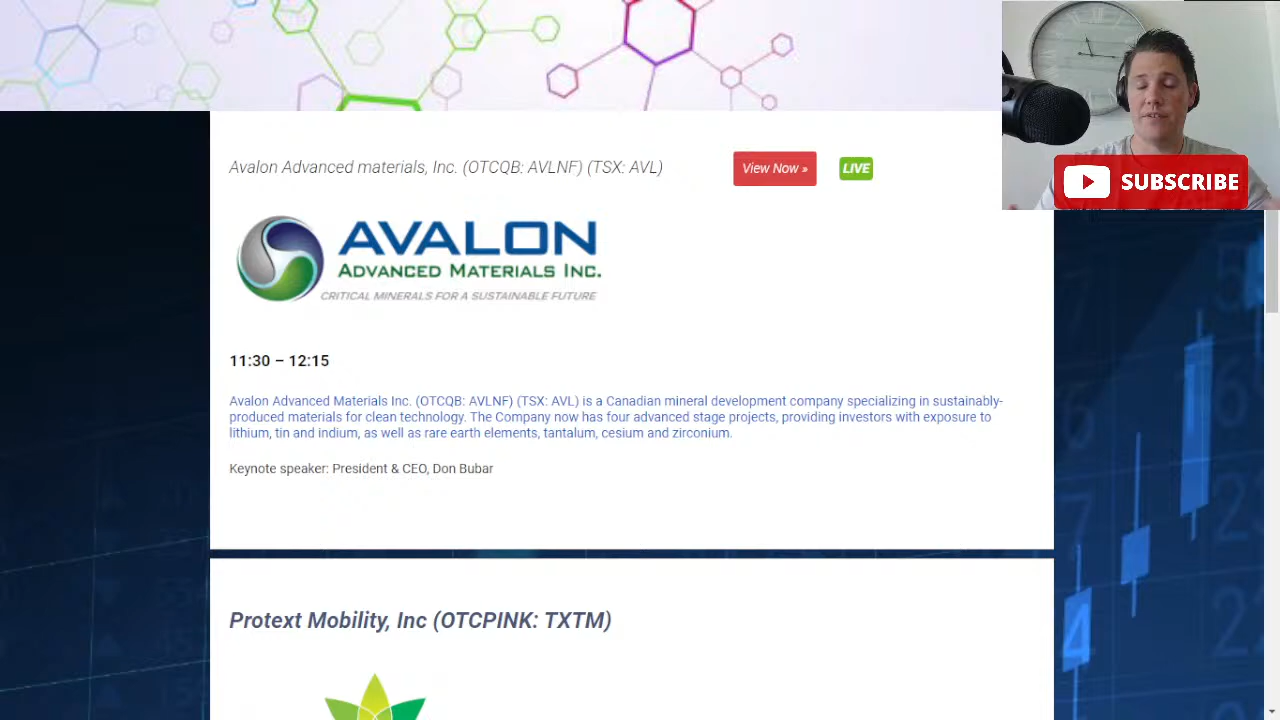 Avalon Advanced materials, Inc. (OTCQB: AVLNF) (TSX: AVL)
View Now »
LIVE
SUBSCRIBE
AVALON
ADVANCED MATERIALS INC.
CRITICAL MINERALS FOR A SUSTAINABLE FUTURE
11:30 – 12:15
Avalon Advanced Materials Inc. (OTCQB: AVLNF) (TSX: AVL) is a Canadian mineral development company specializing in sustainably-
produced materials for clean technology. The Company now has four advanced stage projects, providing investors with exposure to
lithium, tin and indium, as well as rare earth elements, tantalum, cesium and zirconium.
Keynote speaker: President & CEO, Don Bubar
Protext Mobility, Inc (OTCPINK: TXTM)
4